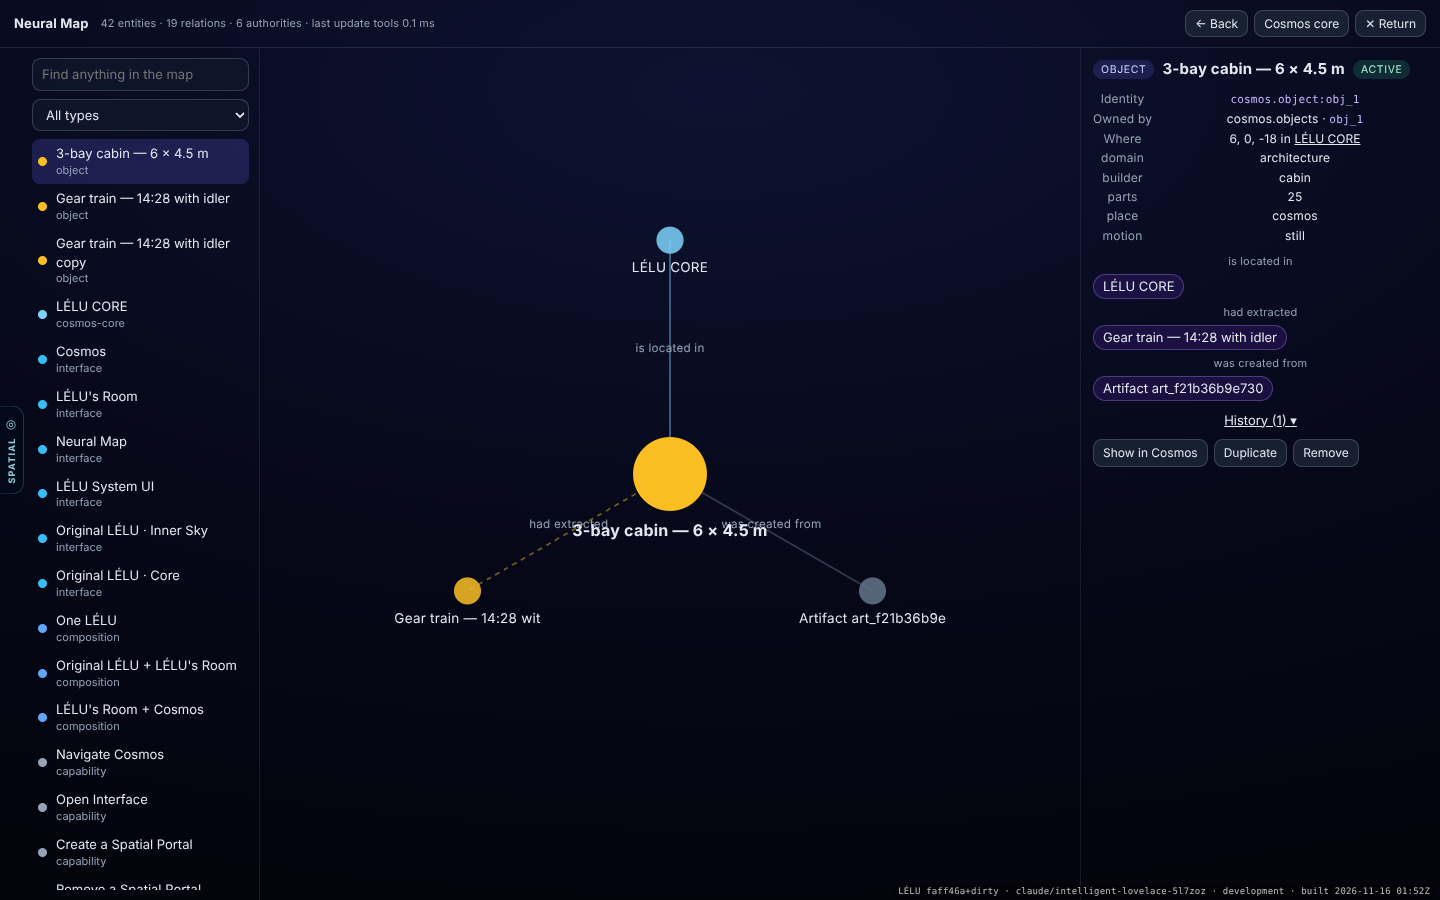 Neural Map 42 entities · 19 relations · 6 authorities · last update tools 0.1 ms
← Back Cosmos core ✕ Return
Find anything in the map
All types
3-bay cabin — 6 × 4.5 m
object
Gear train — 14:28 with idler
object
Gear train — 14:28 with idler
copy
object
LÉLU CORE
cosmos-core
Cosmos
interface
LÉLU's Room
interface
Neural Map
interface
LÉLU System UI
interface
Original LÉLU · Inner Sky
interface
Original LÉLU · Core
interface
One LÉLU
composition
Original LÉLU + LÉLU's Room
composition
LÉLU's Room + Cosmos
composition
Navigate Cosmos
capability
Open Interface
capability
Create a Spatial Portal
capability
Remove a Spatial Portal
SPATIAL ◎
LÉLU CORE
is located in
had extracted
was created from
3-bay cabin — 6 × 4.5 m
Gear train — 14:28 wit
Artifact art_f21b36b9e
OBJECT 3-bay cabin — 6 × 4.5 m ACTIVE
Identity cosmos.object:obj_1
Owned by cosmos.objects · obj_1
Where 6, 0, -18 in LÉLU CORE
domain architecture
builder cabin
parts 25
place cosmos
motion still
is located in
LÉLU CORE
had extracted
Gear train — 14:28 with idler
was created from
Artifact art_f21b36b9e730
History (1) ▾
Show in Cosmos Duplicate Remove
LÉLU faff46a+dirty · claude/intelligent-lovelace-5l7zoz · development · built 2026-11-16 01:52Z